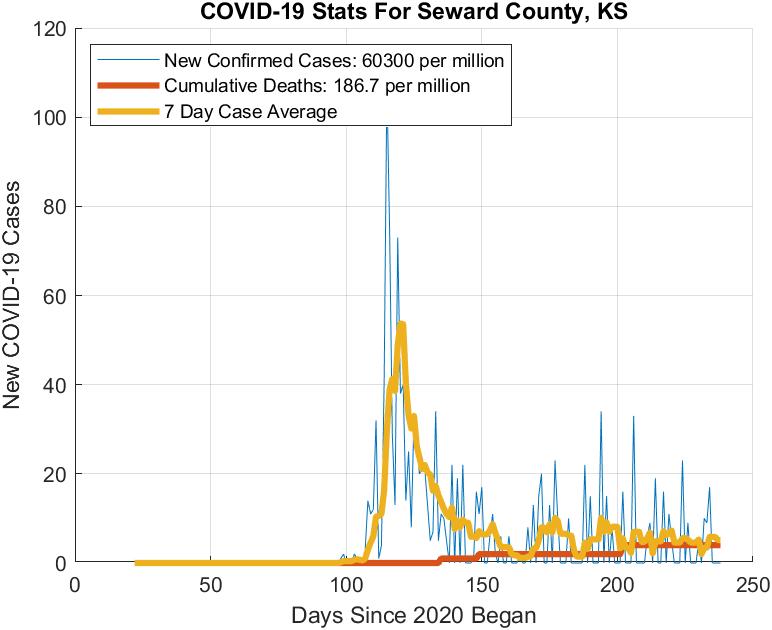 COVID-19 Stats For Seward County, KS
120
100
80
60
40
20
0
New COVID-19 Cases
New Confirmed Cases: 60300 per million
Cumulative Deaths: 186.7 per million
7 Day Case Average
0 50 100 150 200 250
Days Since 2020 Began